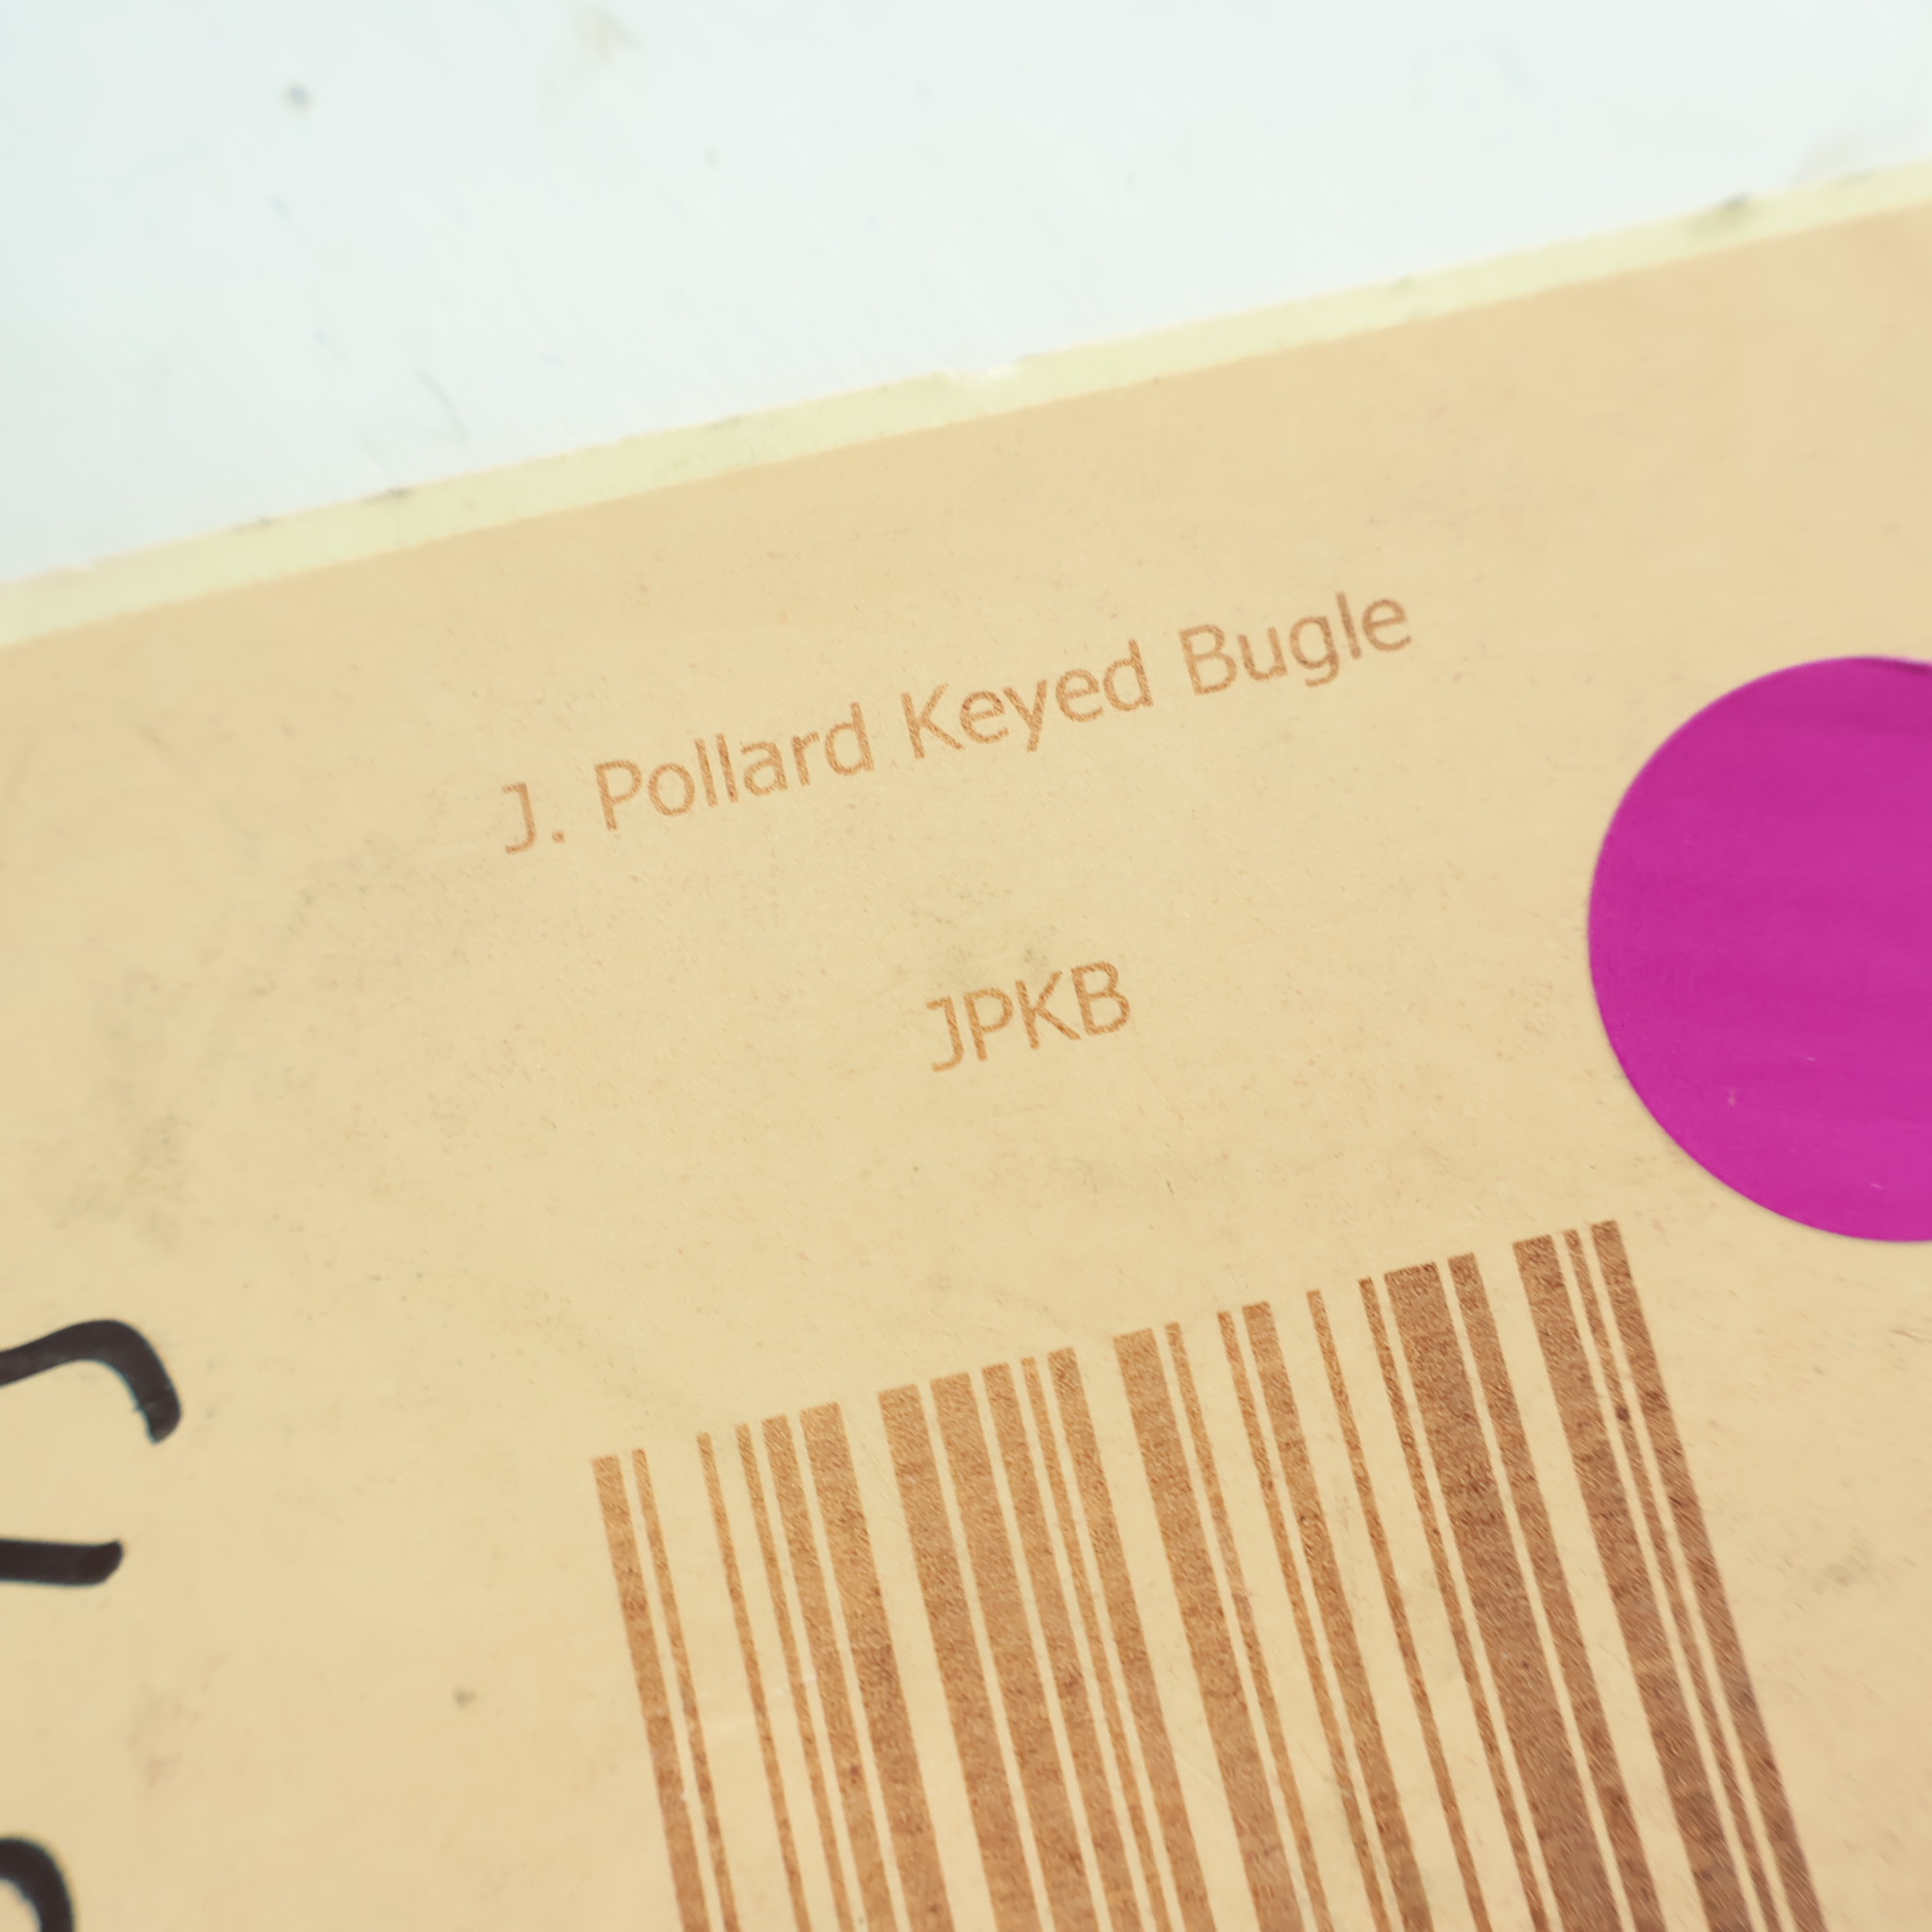 J. Pollard Keyed Bugle
JPKB